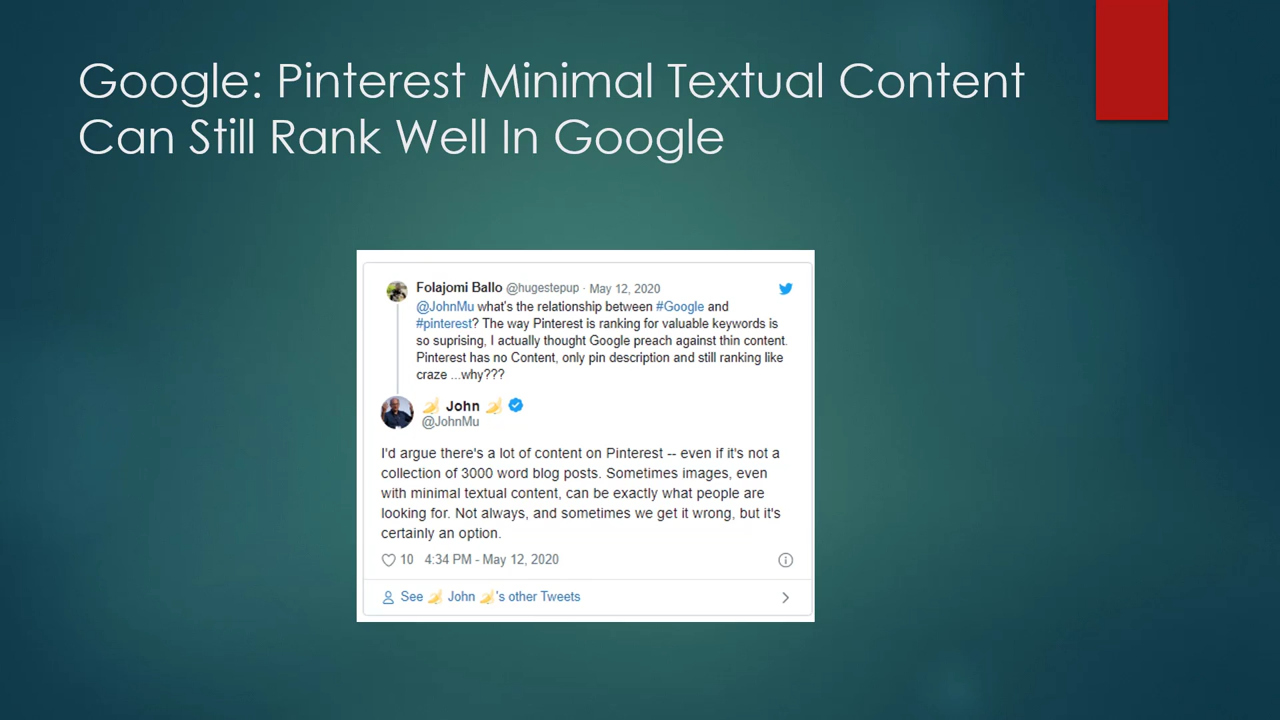 Google: Pinterest Minimal Textual Content
Can Still Rank Well In Google
Folajomi Ballo @hugestepup · May 12, 2020
@JohnMu what's the relationship between #Google and
#pinterest? The way Pinterest is ranking for valuable keywords is
so suprising, I actually thought Google preach against thin content.
Pinterest has no Content, only pin description and still ranking like
craze ...why???
🍌 John 🍌
@JohnMu
I'd argue there's a lot of content on Pinterest -- even if it's not a
collection of 3000 word blog posts. Sometimes images, even
with minimal textual content, can be exactly what people are
looking for. Not always, and sometimes we get it wrong, but it's
certainly an option.
10 4:34 PM - May 12, 2020
See 🍌 John 🍌's other Tweets